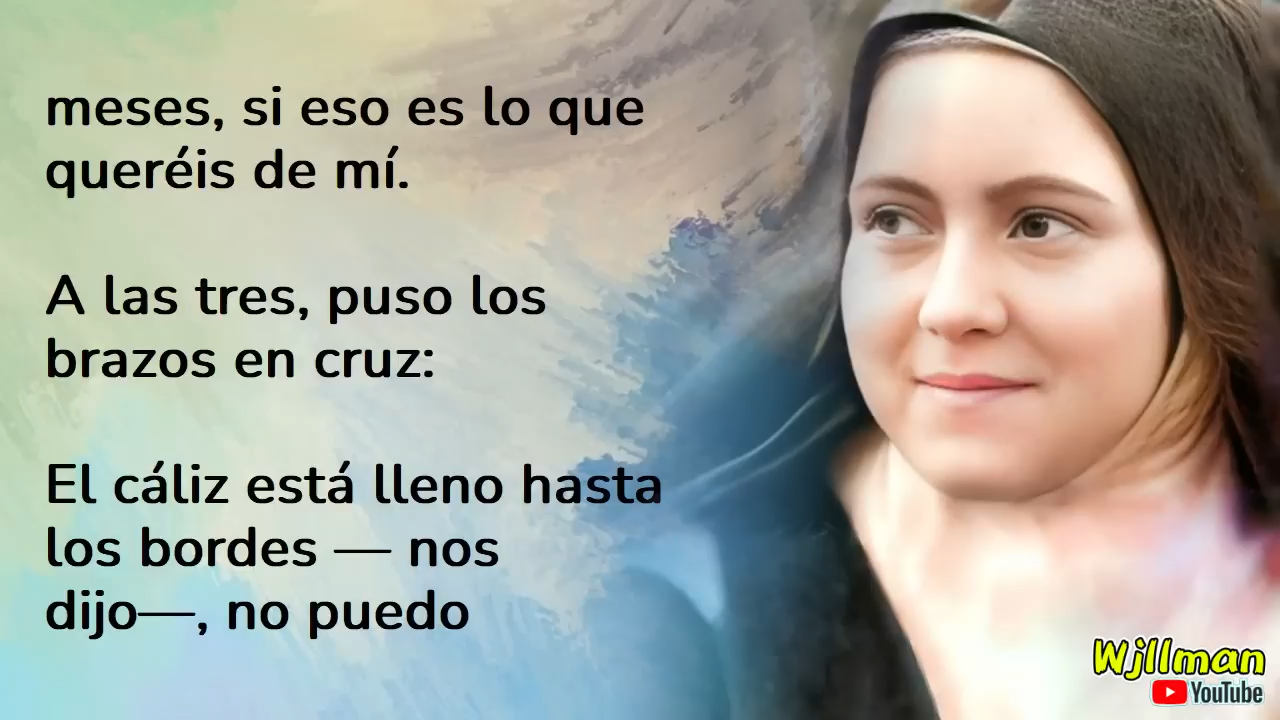 meses, si eso es lo que
queréis de mí.
A las tres, puso los
brazos en cruz:
El cáliz está lleno hasta
los bordes — nos
dijo—, no puedo
Wjllman
YouTube